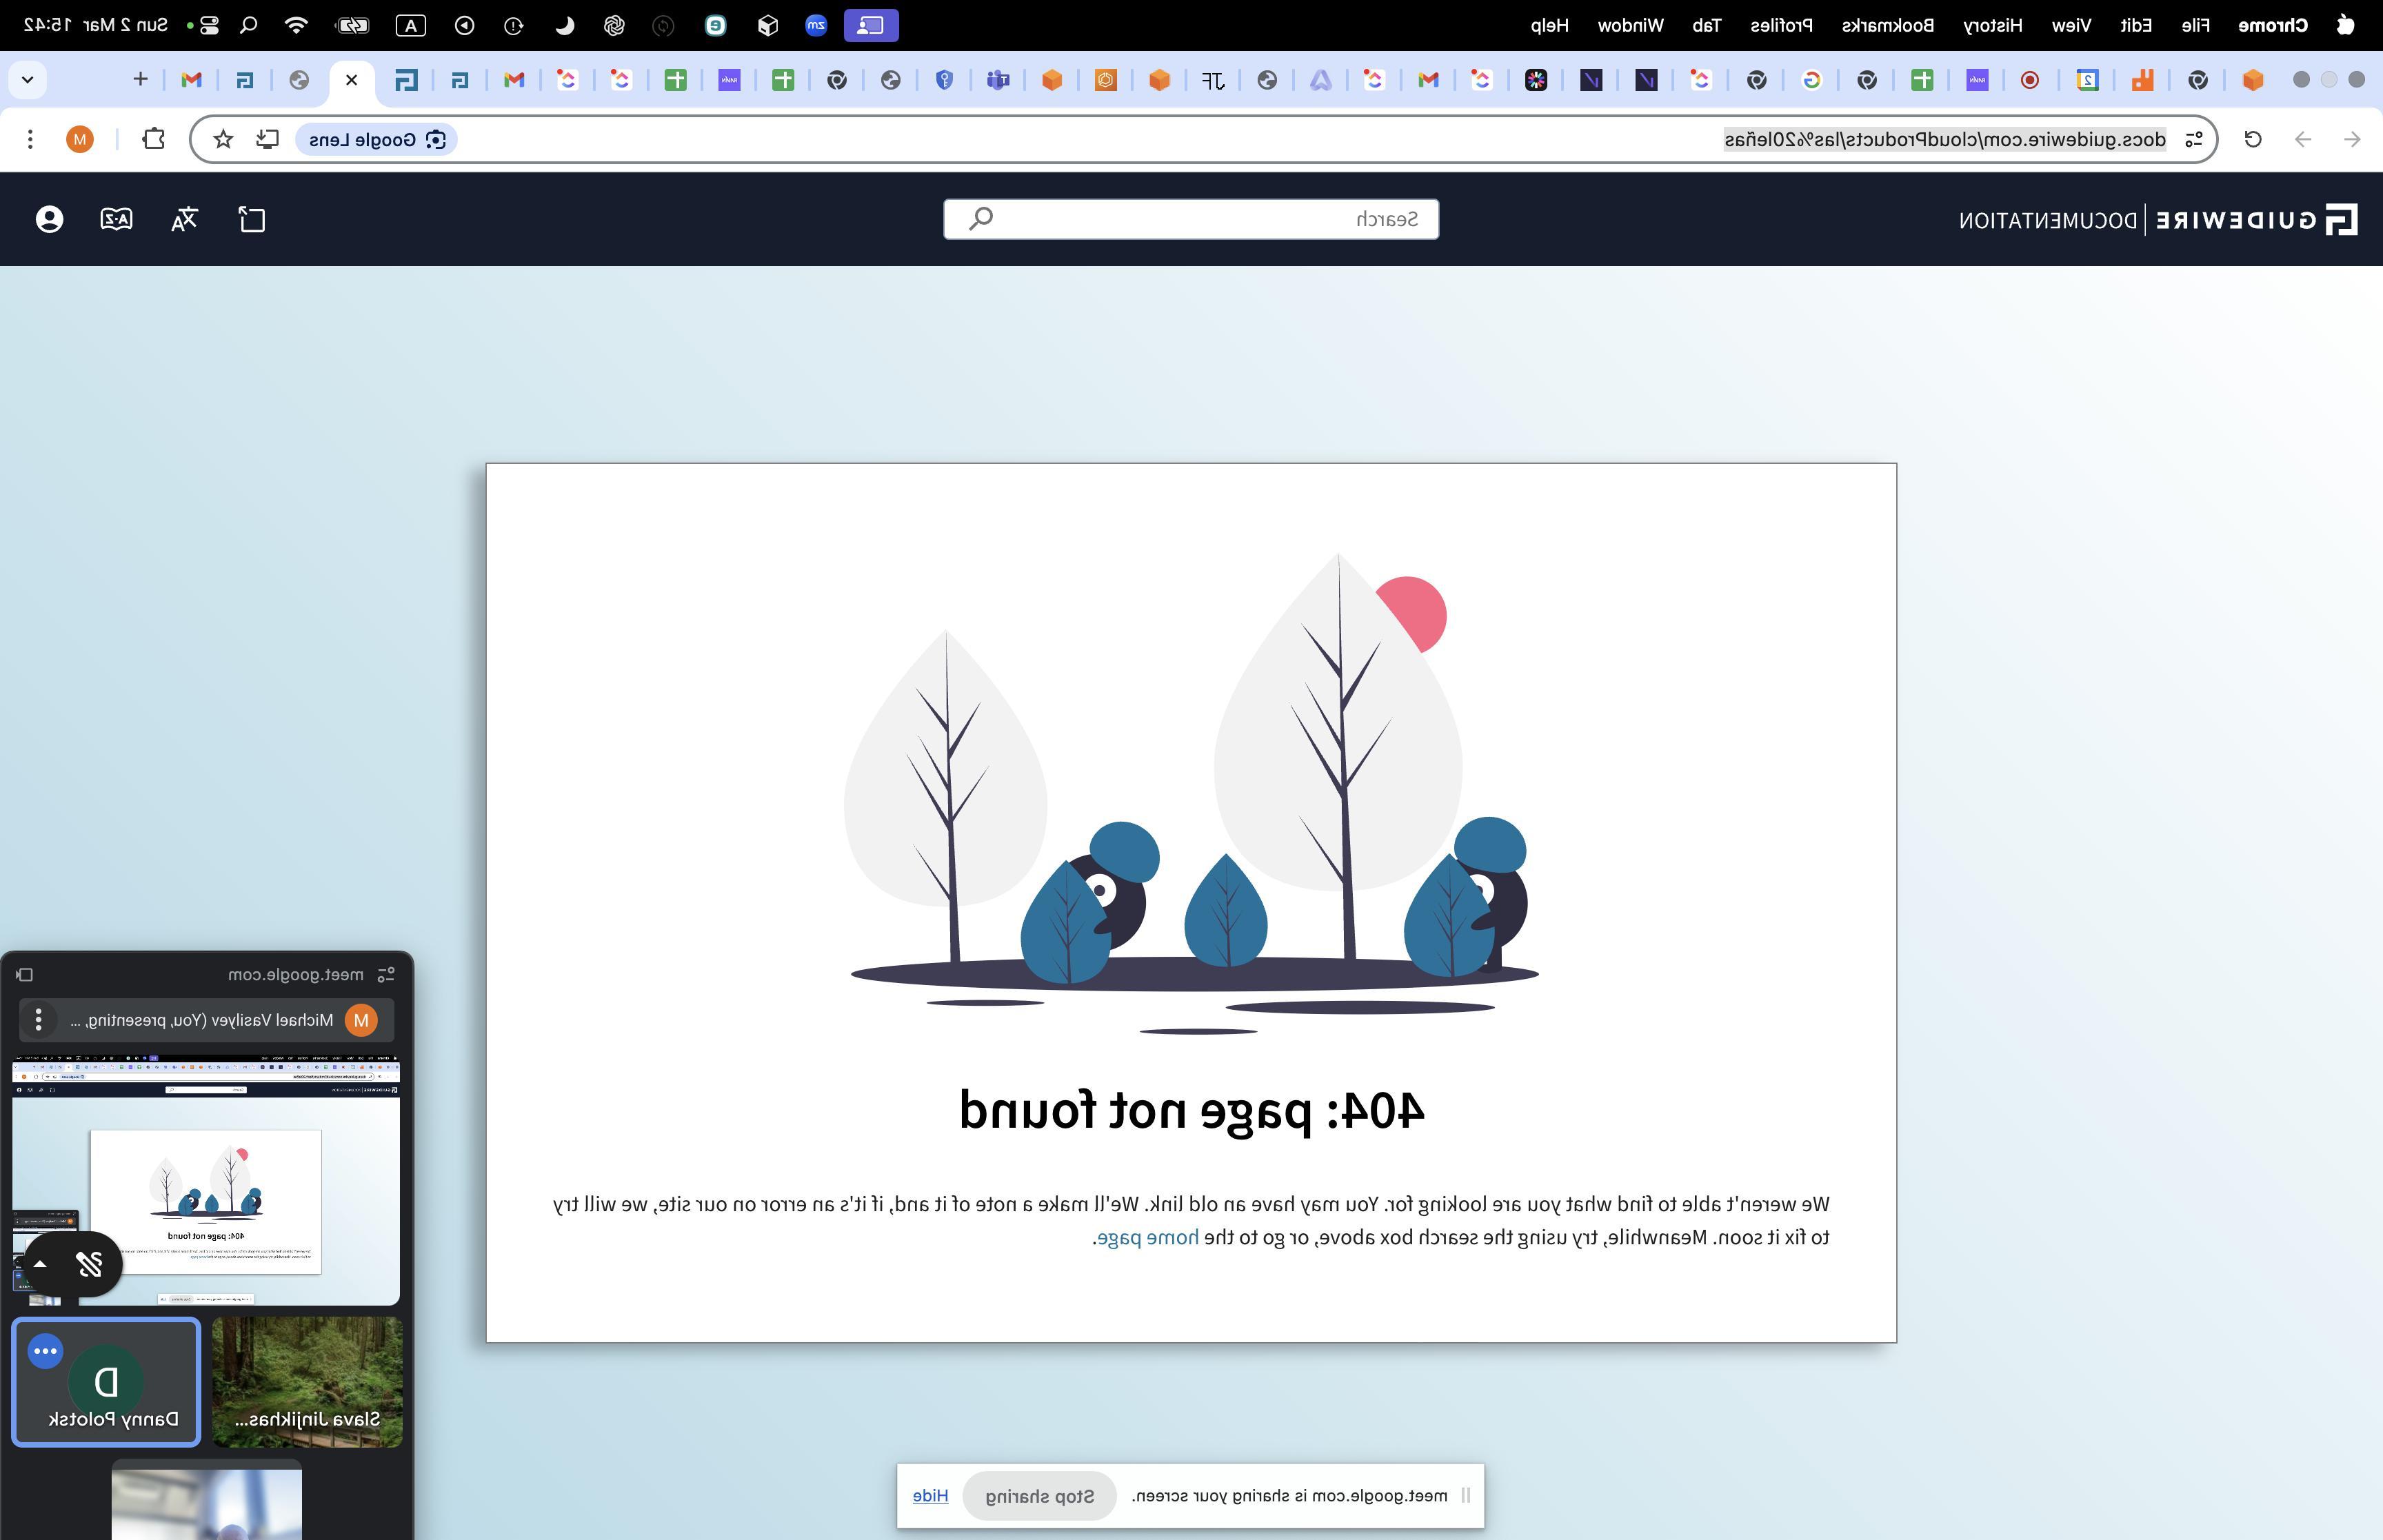 Chrome File Edit View History Bookmarks Profiles Tab Window Help
zm
e
A
Sun 2 Mar 15:42
docs.guidewire.com/cloudProducts/las%20leñas
Google Lens
M
GUIDEWIRE DOCUMENTATION
Search
A-Z
404: page not found
We weren't able to find what you are looking for. You may have an old link. We'll make a note of it and, if it's an error on our site, we will try
to fix it soon. Meanwhile, try using the search box above, or go to the home page.
meet.google.com
M Michael Vasilyev (You, presenting, ...
404: page not found
Slava Jinjikhas...
D
Danny Polotsk
meet.google.com is sharing your screen. Stop sharing Hide